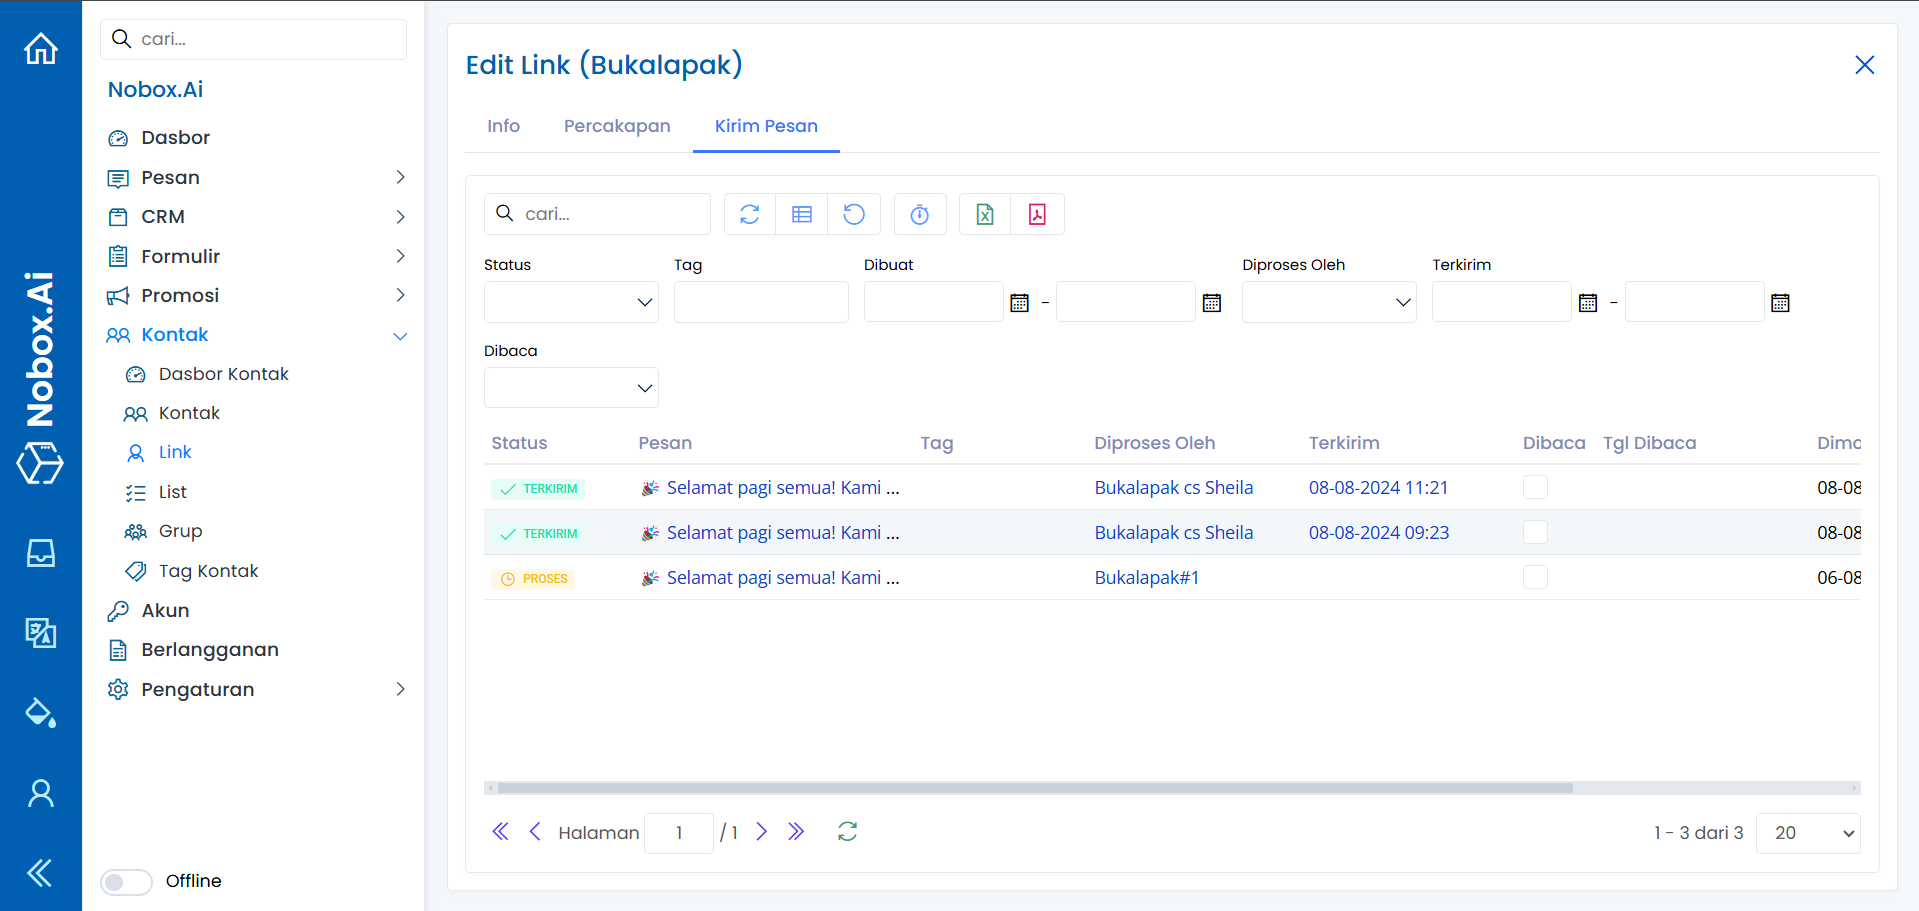 cari...
Nobox.Ai
Dasbor
Pesan
CRM
Formulir
Promosi
Kontak
Dasbor Kontak
Kontak
Link
List
Grup
Tag Kontak
Akun
Berlangganan
Pengaturan
Offline
Nobox.Ai
Edit Link (Bukalapak)
Info Percakapan Kirim Pesan
cari...
Status Tag Dibuat Diproses Oleh Terkirim
- -
Dibaca
Status Pesan Tag Diproses Oleh Terkirim Dibaca Tgl Dibaca Dimo
TERKIRIM 🎉 Selamat pagi semua! Kami ... Bukalapak cs Sheila 08-08-2024 11:21 08-08
TERKIRIM 🎉 Selamat pagi semua! Kami ... Bukalapak cs Sheila 08-08-2024 09:23 08-08
PROSES 🎉 Selamat pagi semua! Kami ... Bukalapak#1 06-08
Halaman 1 / 1 1 - 3 dari 3 20